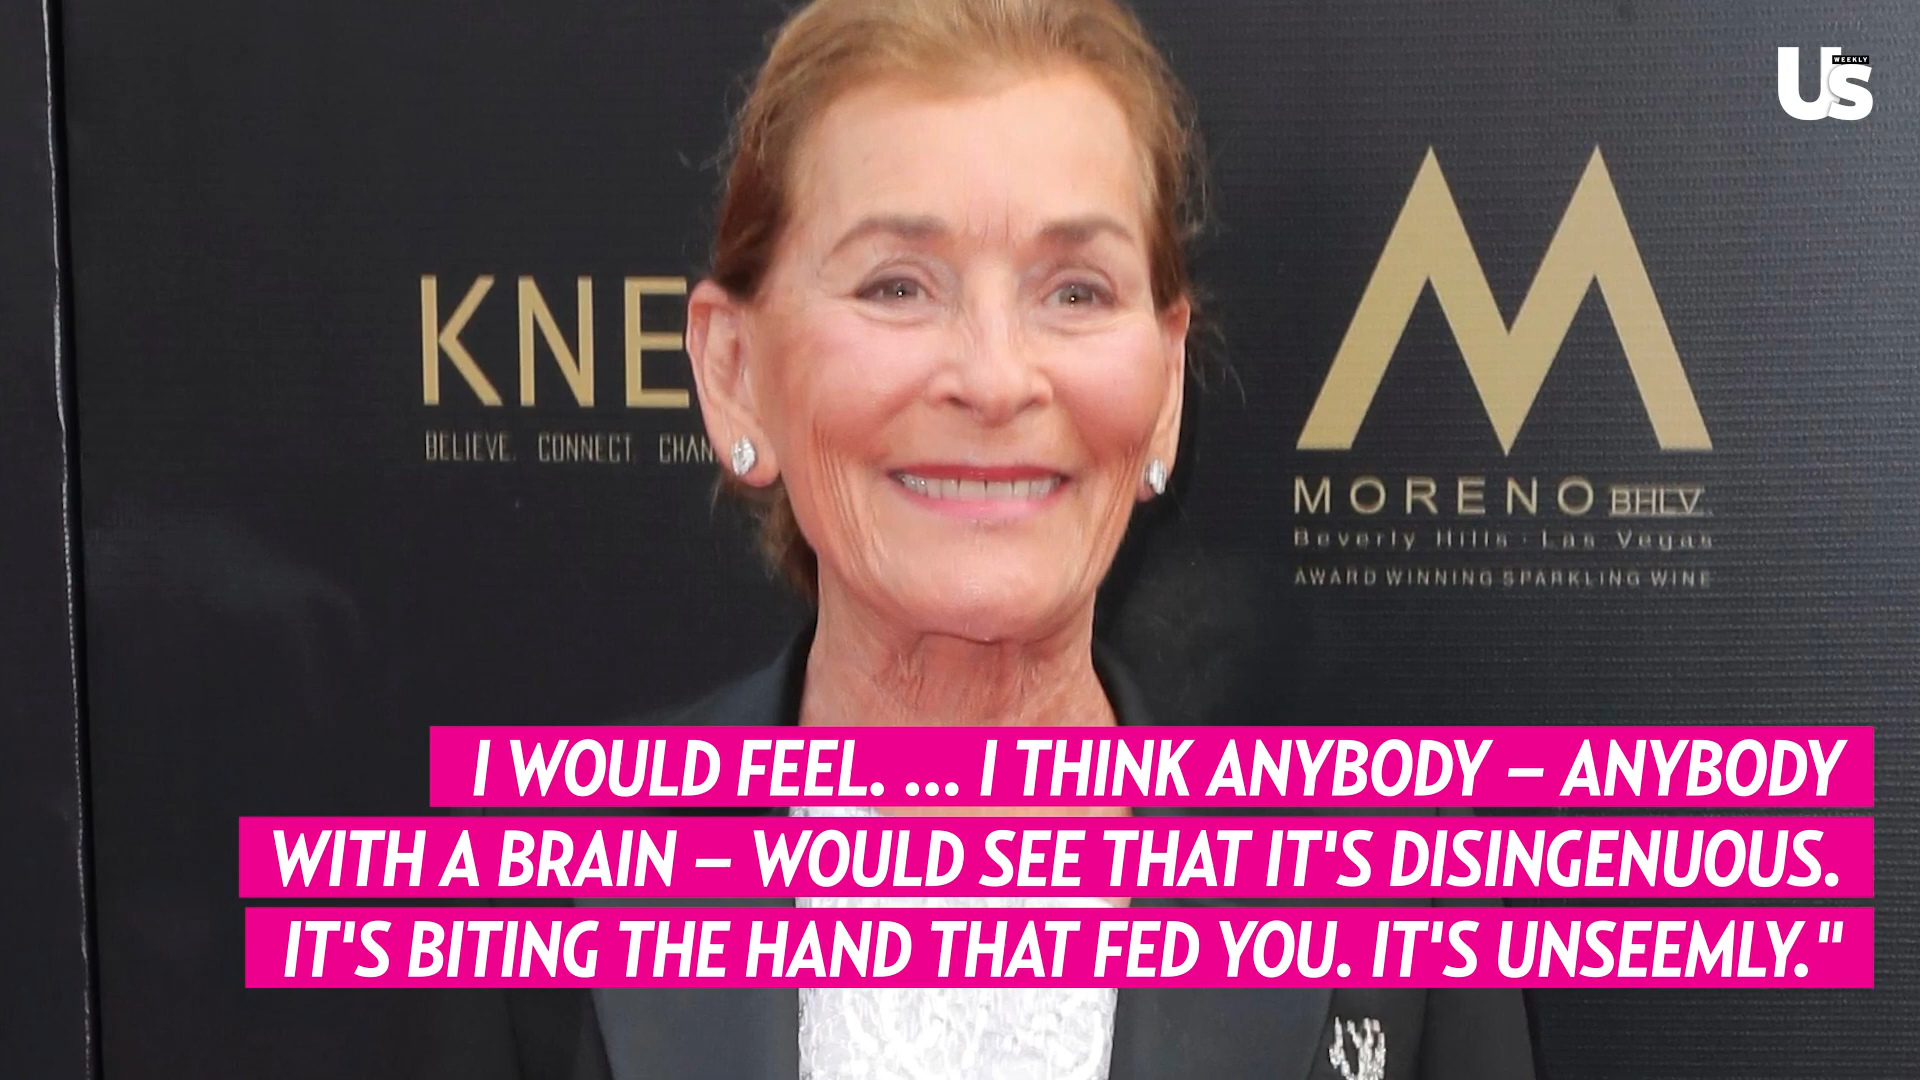 Us
WEEKLY
KNE
BELIEVE. CONNECT. CHAN
MORENO BHLV
Beverly Hills · Las Vegas
AWARD WINNING SPARKLING WINE
I WOULD FEEL. ... I THINK ANYBODY – ANYBODY
WITH A BRAIN – WOULD SEE THAT IT'S DISINGENUOUS.
IT'S BITING THE HAND THAT FED YOU. IT'S UNSEEMLY."